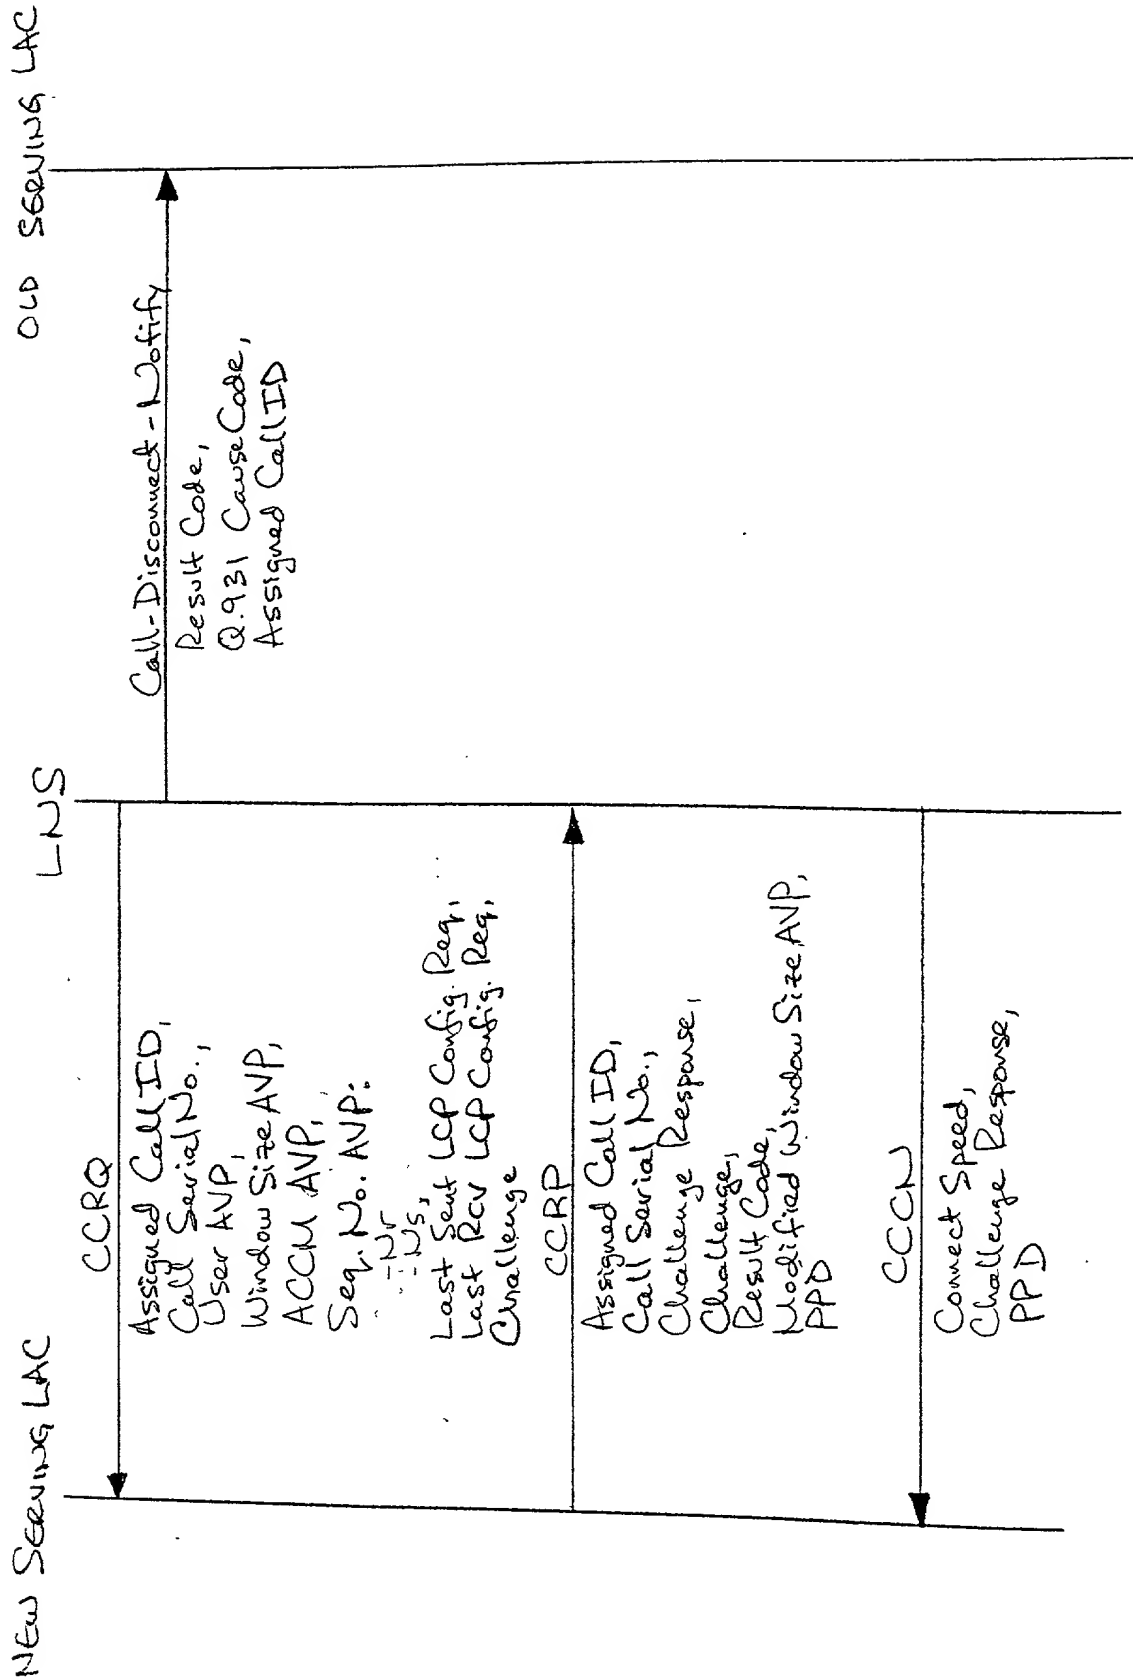 NEW SERVING LAC
LNS
OLD SERVING LAC
CCRQ
Assigned Call ID,
Call Serial No.,
User AVP,
Window Size AVP,
ACCM AVP,
Seq. No. AVP:
-Nr
-Ns,
Last Sent LCP Config. Req,
Last Rcv LCP Config. Req,
Challenge
Call-Disconnect-Notify
Result Code,
Q.931 Cause Code,
Assigned Call ID
CCRP
Assigned Call ID,
Call Serial No.,
Challenge Response,
Challenge,
Result Code,
Modified Window Size AVP,
PPD
CCCN
Connect Speed,
Challenge Response,
PPD